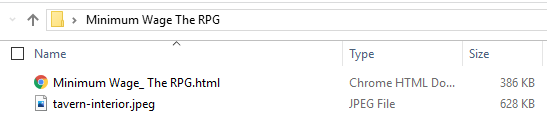 Minimum Wage The RPG
Name Type Size
Minimum Wage_ The RPG.html Chrome HTML Do... 386 KB
tavern-interior.jpeg JPEG File 628 KB